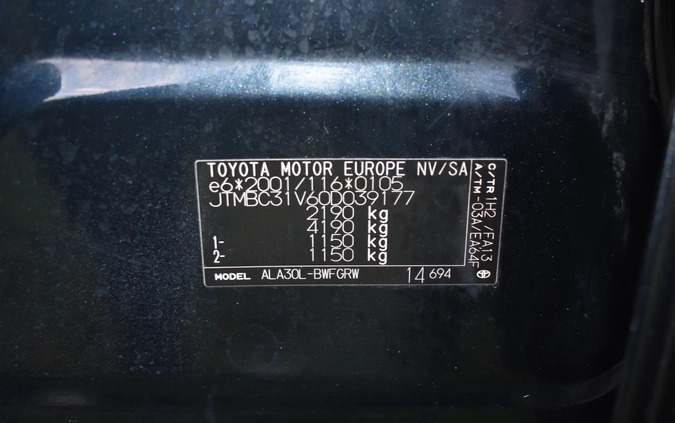 TOYOTA MOTOR EUROPE NV/SA
e6*2001/116*0105
JTMBC31V60D039177
2190 kg
4190 kg
1- 1150 kg
2- 1150 kg
MODEL ALA30L-BWFGRW 14 694
C/TR 1H2 /FA13
A/TM -03A/EA64F